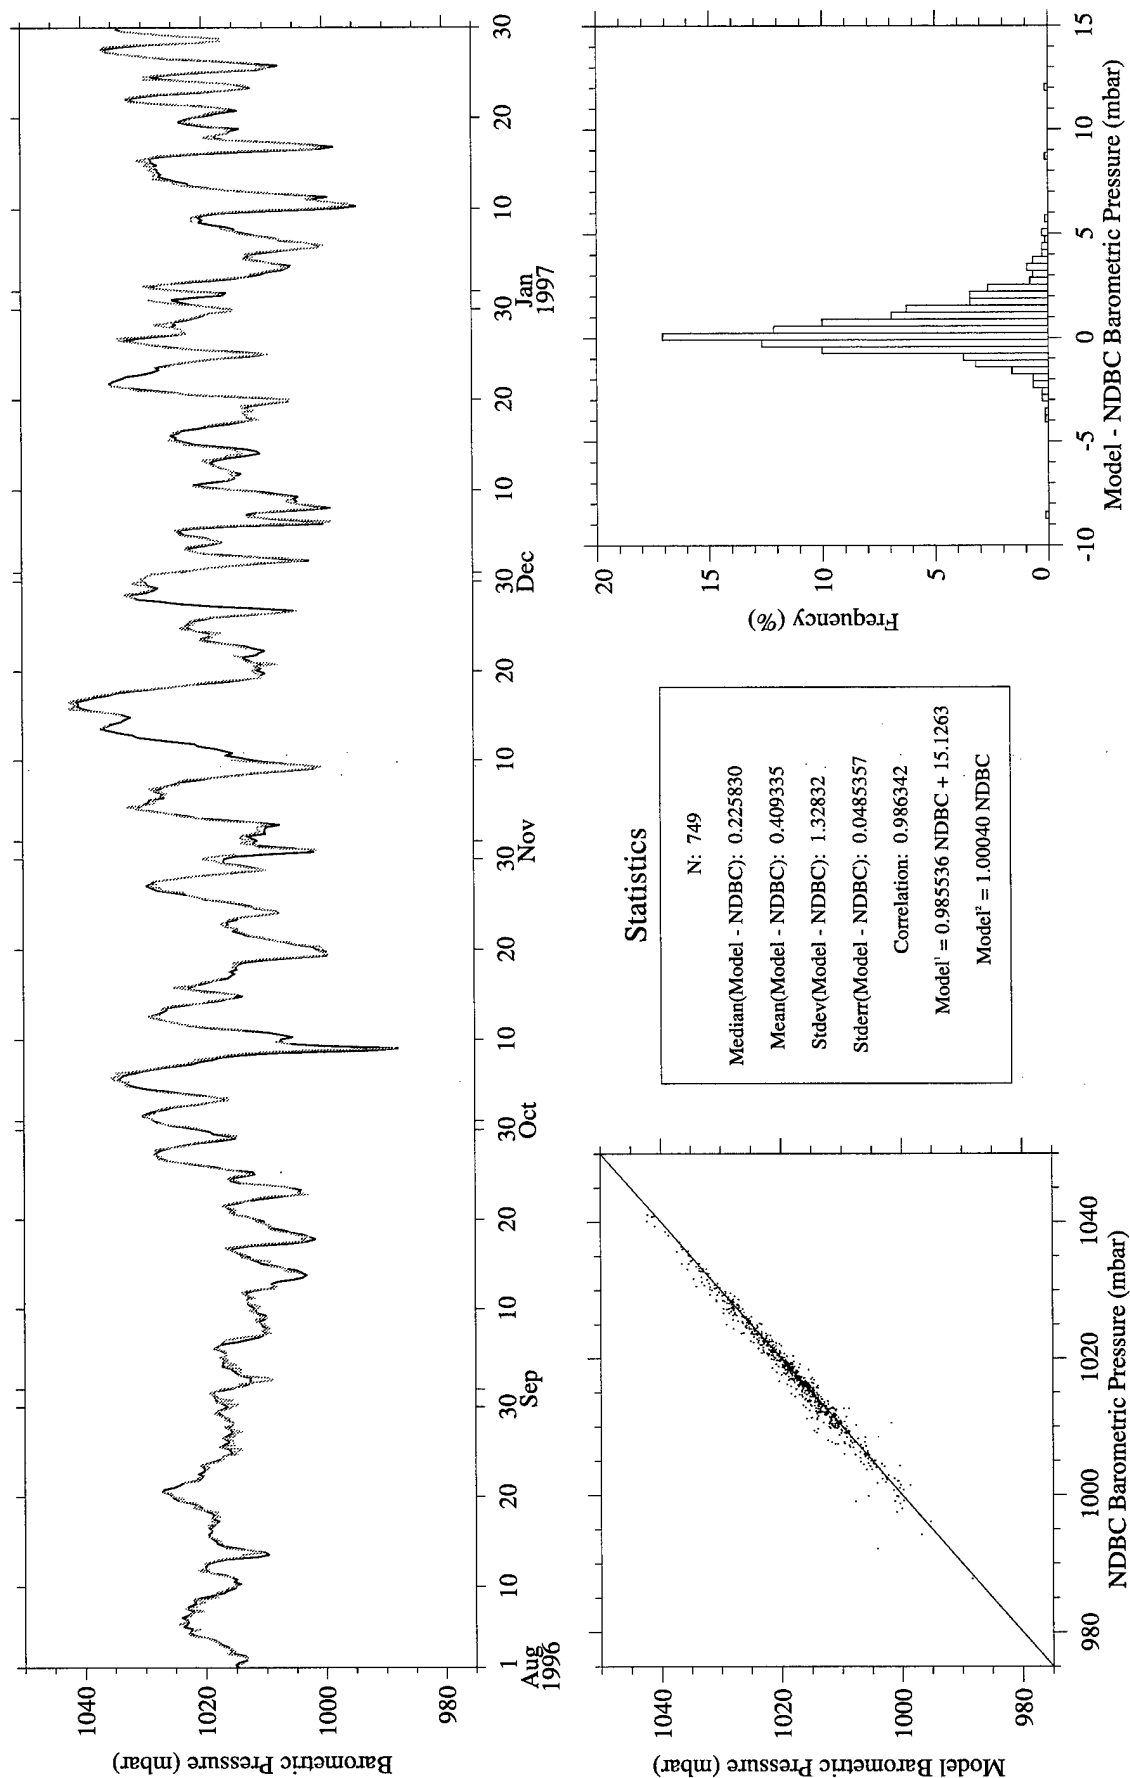 Barometric Pressure (mbar)
1040
1020
1000
980
1 10 20 30 10 20 30 10 20 30 10 20 30 10 20 30 10 20 30
Aug Sep Oct Nov Dec Jan
1996 1997
Model Barometric Pressure (mbar)
1040
1020
1000
980
980 1000 1020 1040
NDBC Barometric Pressure (mbar)
Statistics
N: 749
Median(Model - NDBC): 0.225830
Mean(Model - NDBC): 0.409335
Stdev(Model - NDBC): 1.32832
Stderr(Model - NDBC): 0.0485357
Correlation: 0.986342
Model¹ = 0.985536 NDBC + 15.1263
Model² = 1.00040 NDBC
Frequency (%)
20
15
10
5
0
-10 -5 0 5 10 15
Model - NDBC Barometric Pressure (mbar)